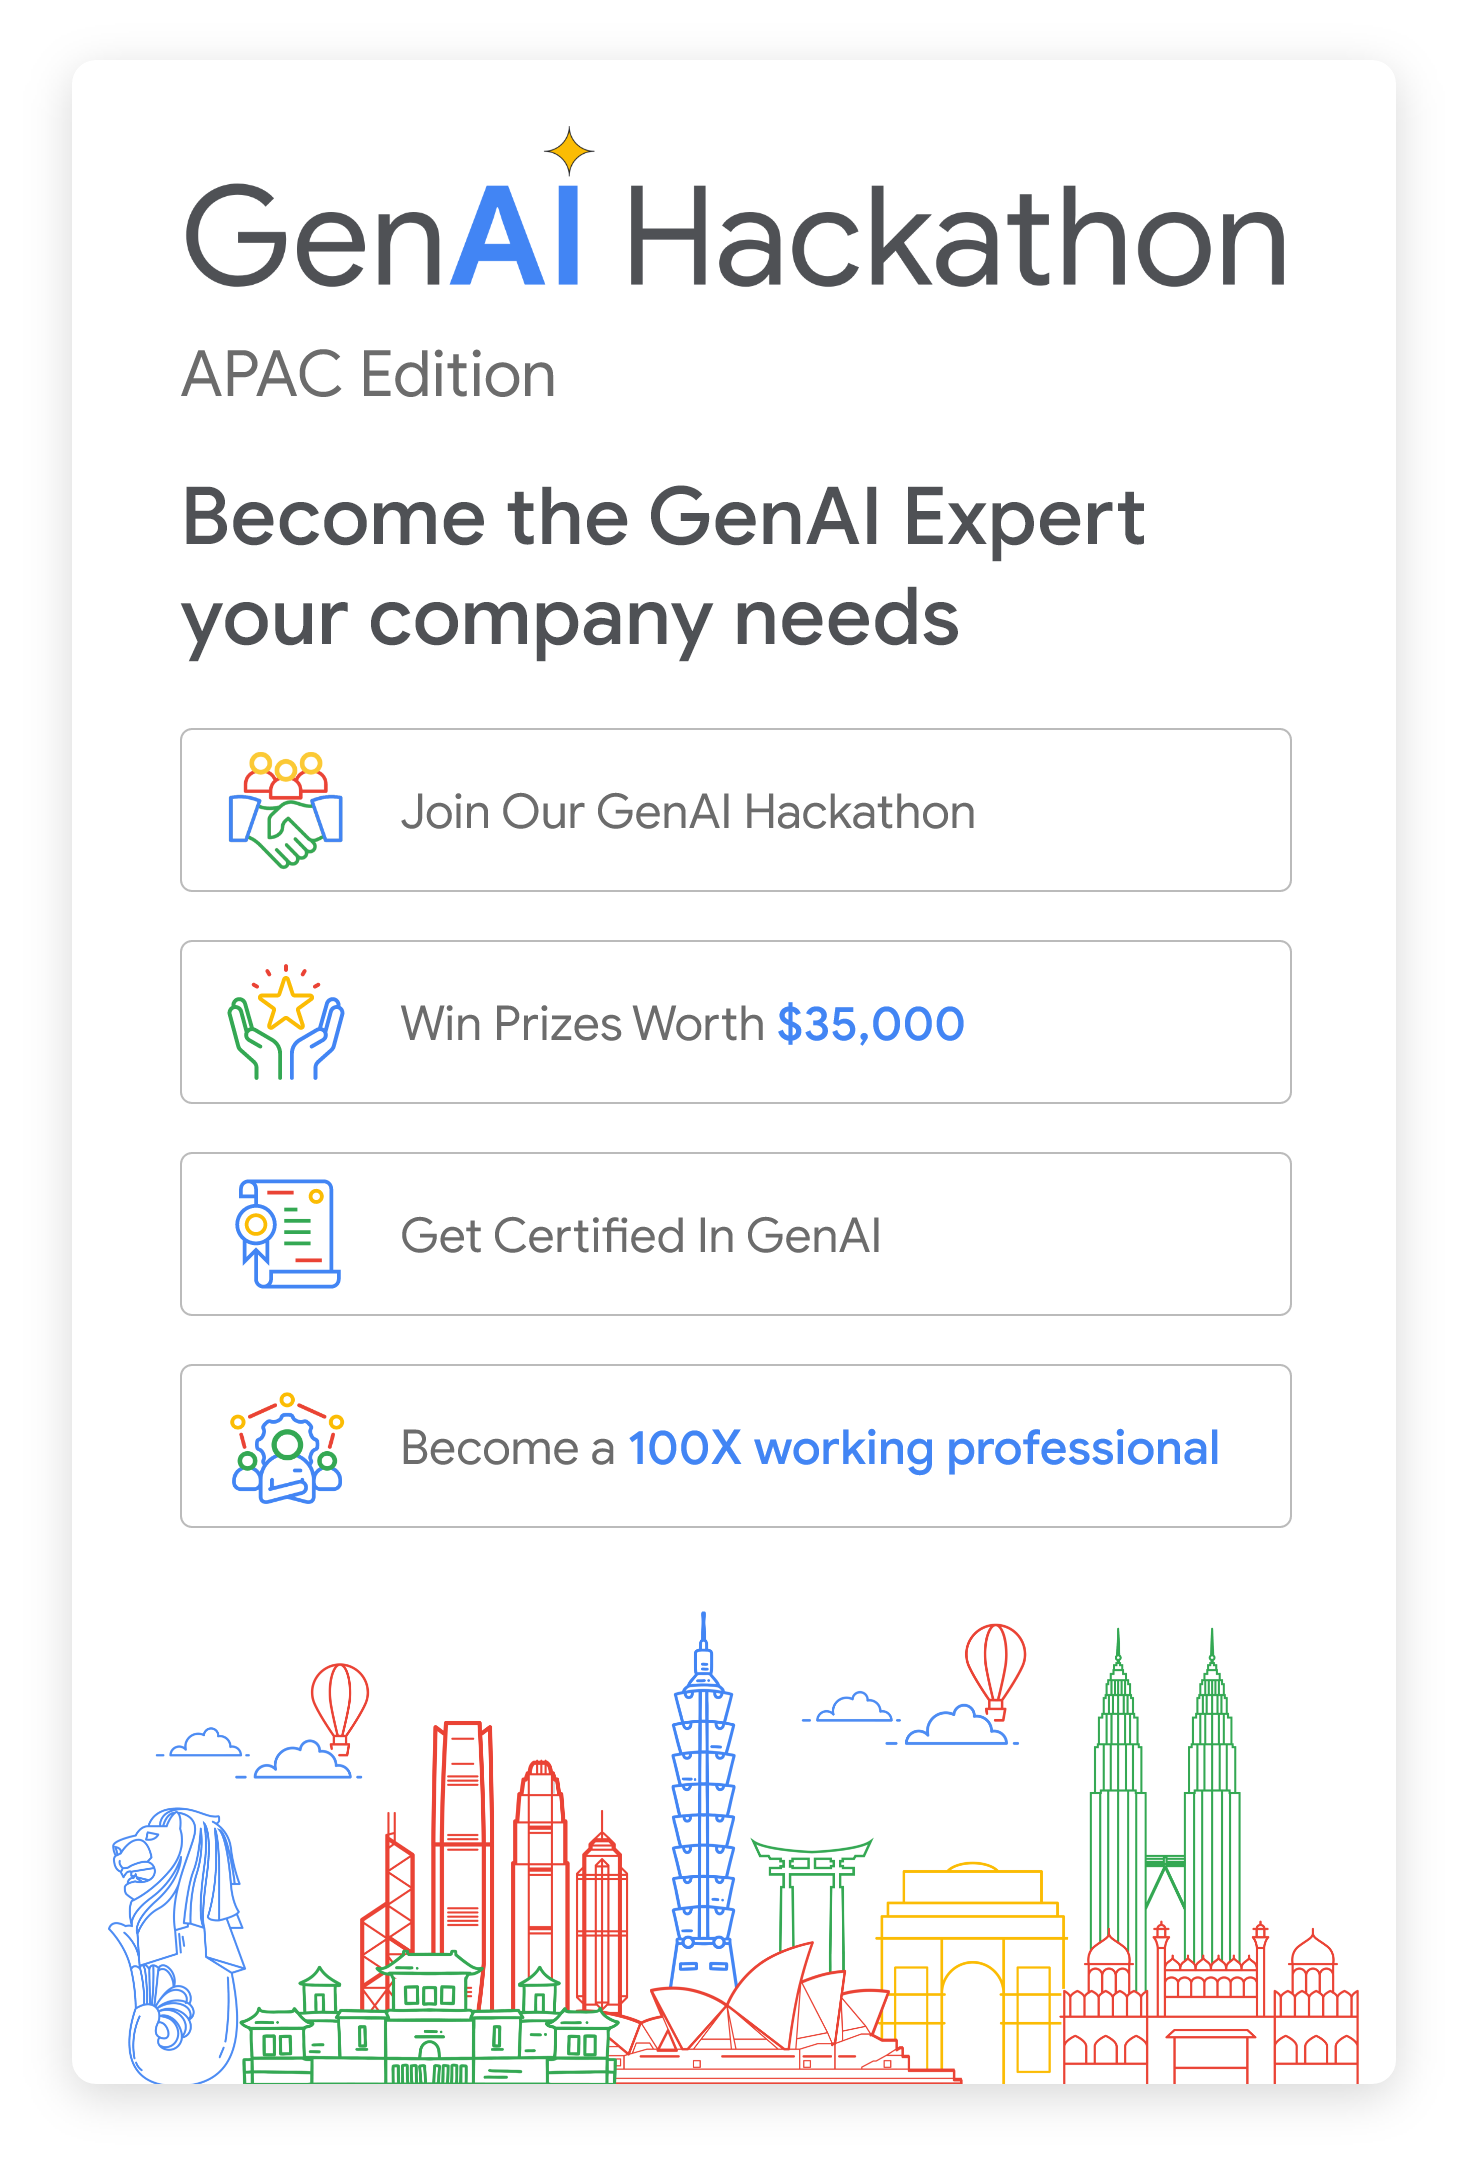 GenAI Hackathon
APAC Edition
Become the GenAI Expert
your company needs
Join Our GenAI Hackathon
Win Prizes Worth $35,000
Get Certified In GenAI
Become a 100X working professional